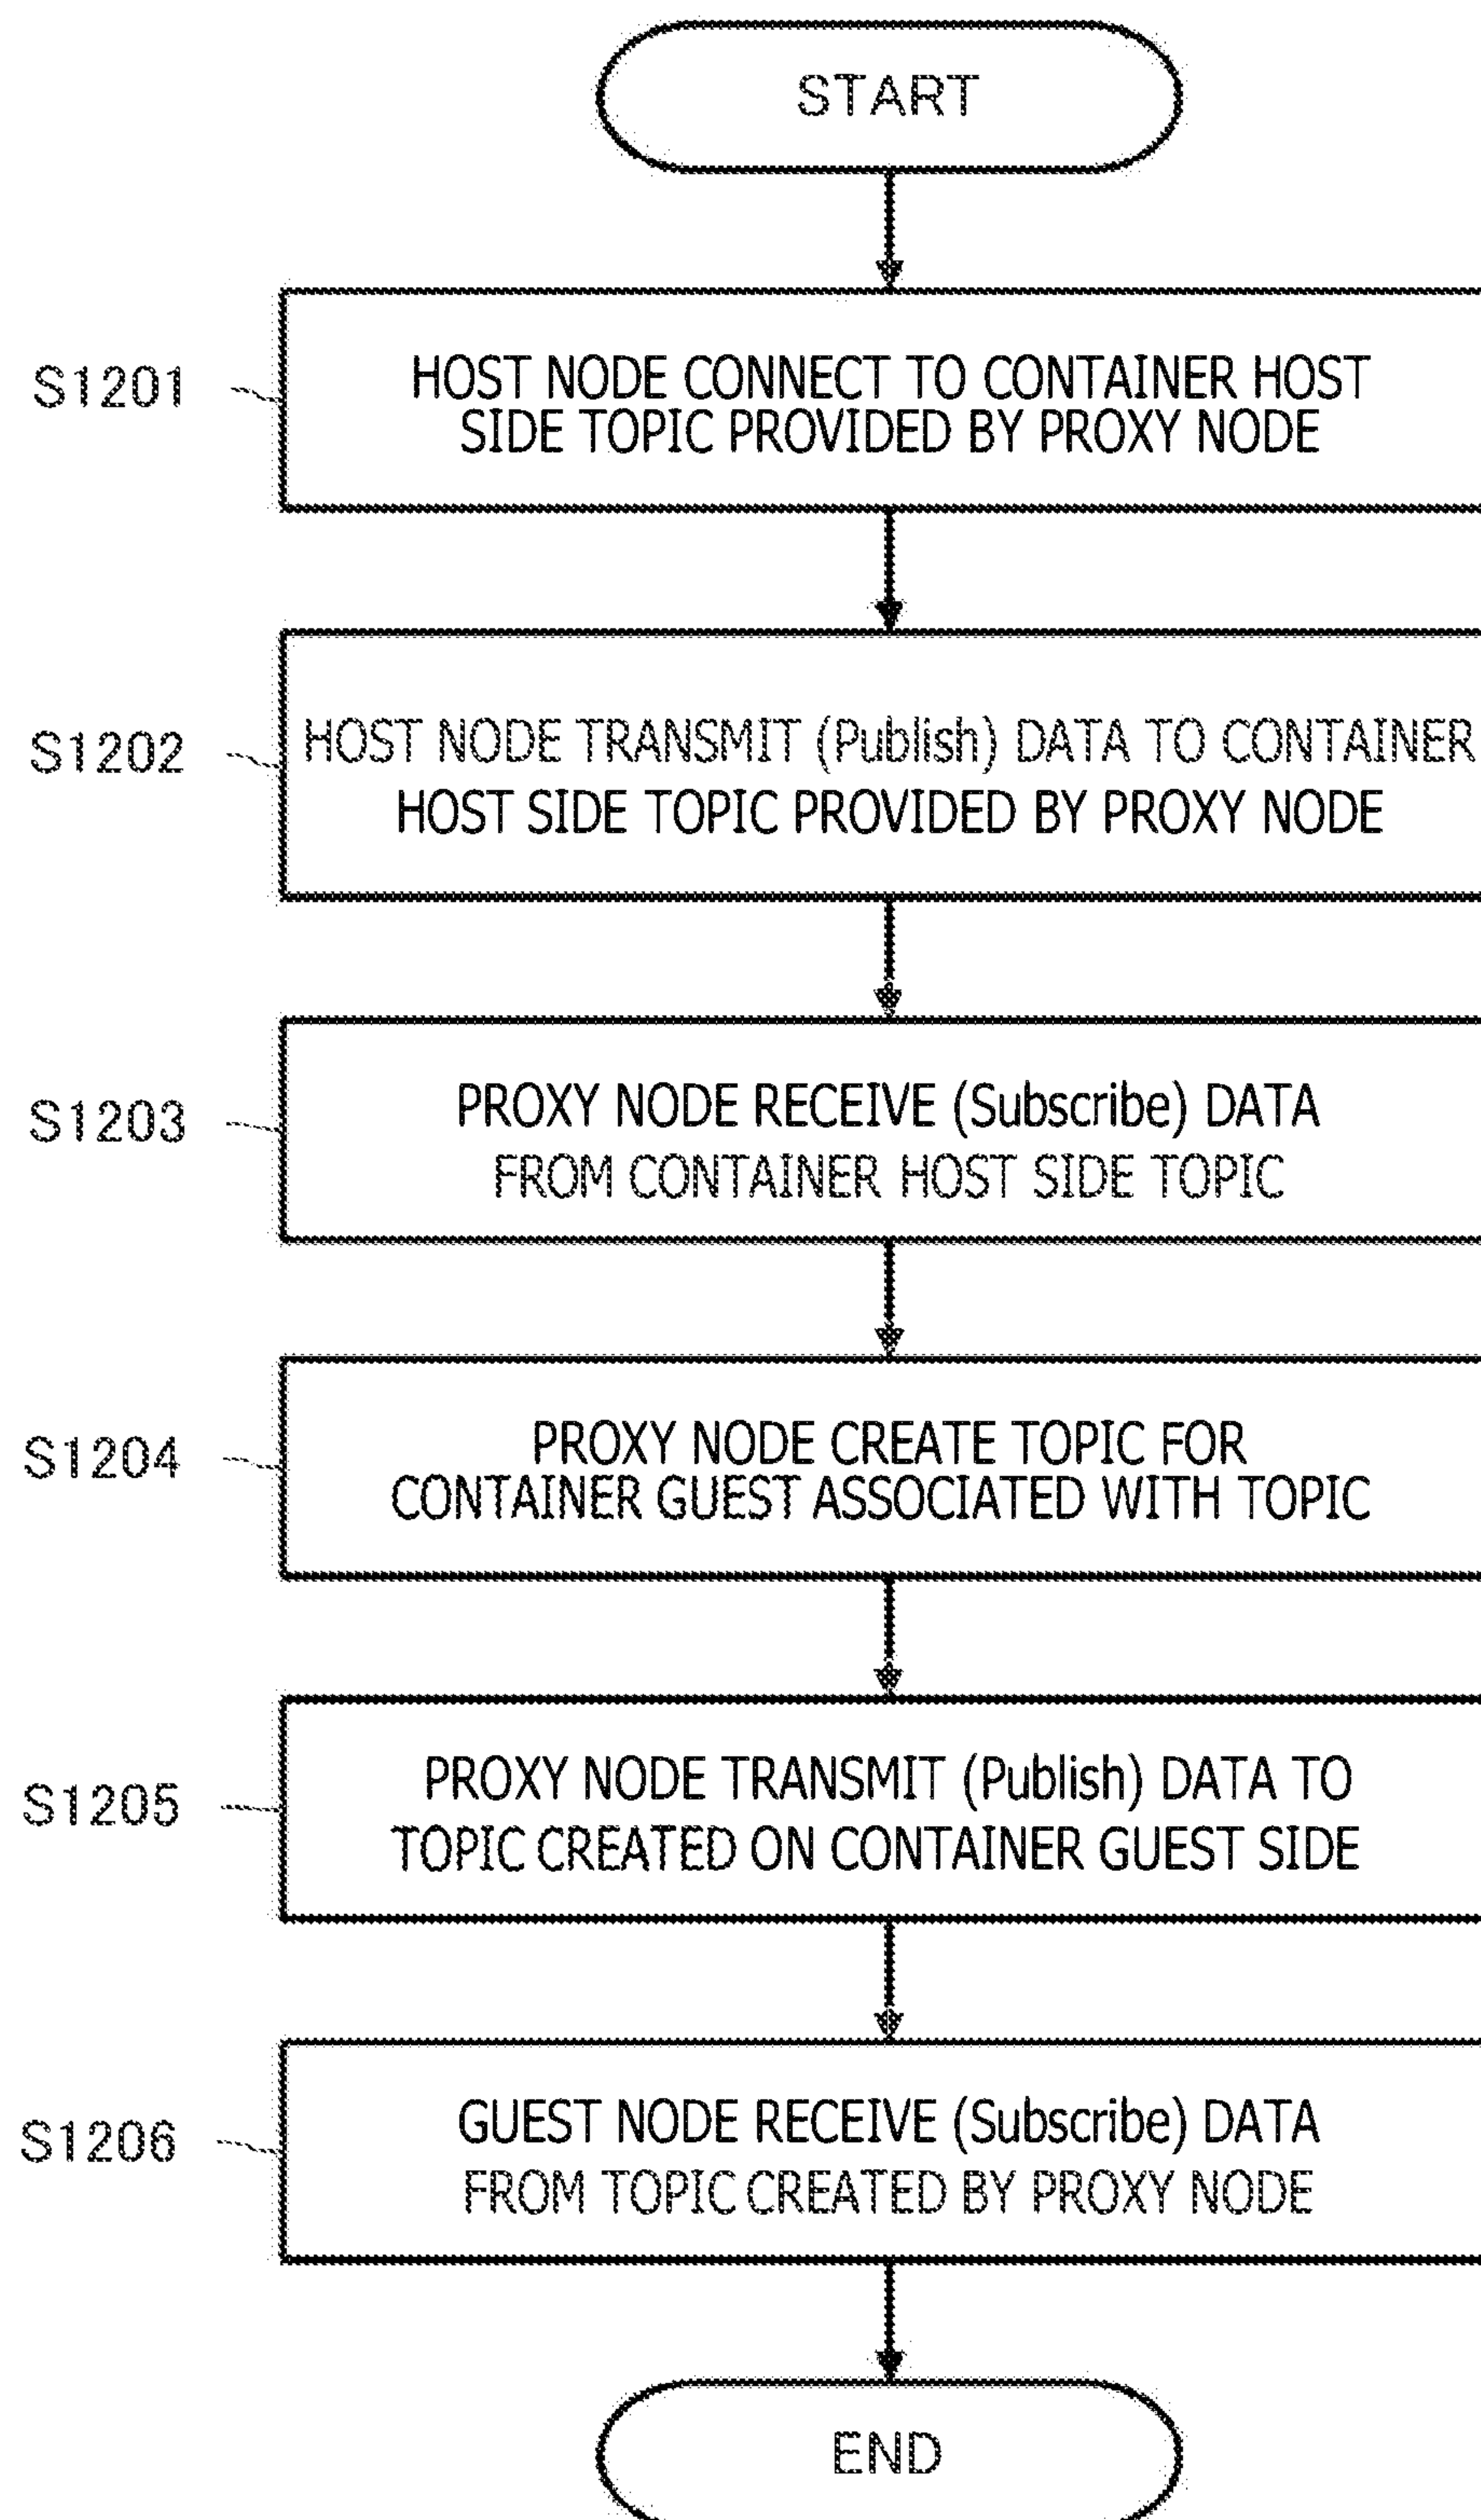 START
S1201
HOST NODE CONNECT TO CONTAINER HOST
SIDE TOPIC PROVIDED BY PROXY NODE
S1202
HOST NODE TRANSMIT (Publish) DATA TO CONTAINER
HOST SIDE TOPIC PROVIDED BY PROXY NODE
S1203
PROXY NODE RECEIVE (Subscribe) DATA
FROM CONTAINER HOST SIDE TOPIC
S1204
PROXY NODE CREATE TOPIC FOR
CONTAINER GUEST ASSOCIATED WITH TOPIC
S1205
PROXY NODE TRANSMIT (Publish) DATA TO
TOPIC CREATED ON CONTAINER GUEST SIDE
S1206
GUEST NODE RECEIVE (Subscribe) DATA
FROM TOPIC CREATED BY PROXY NODE
END